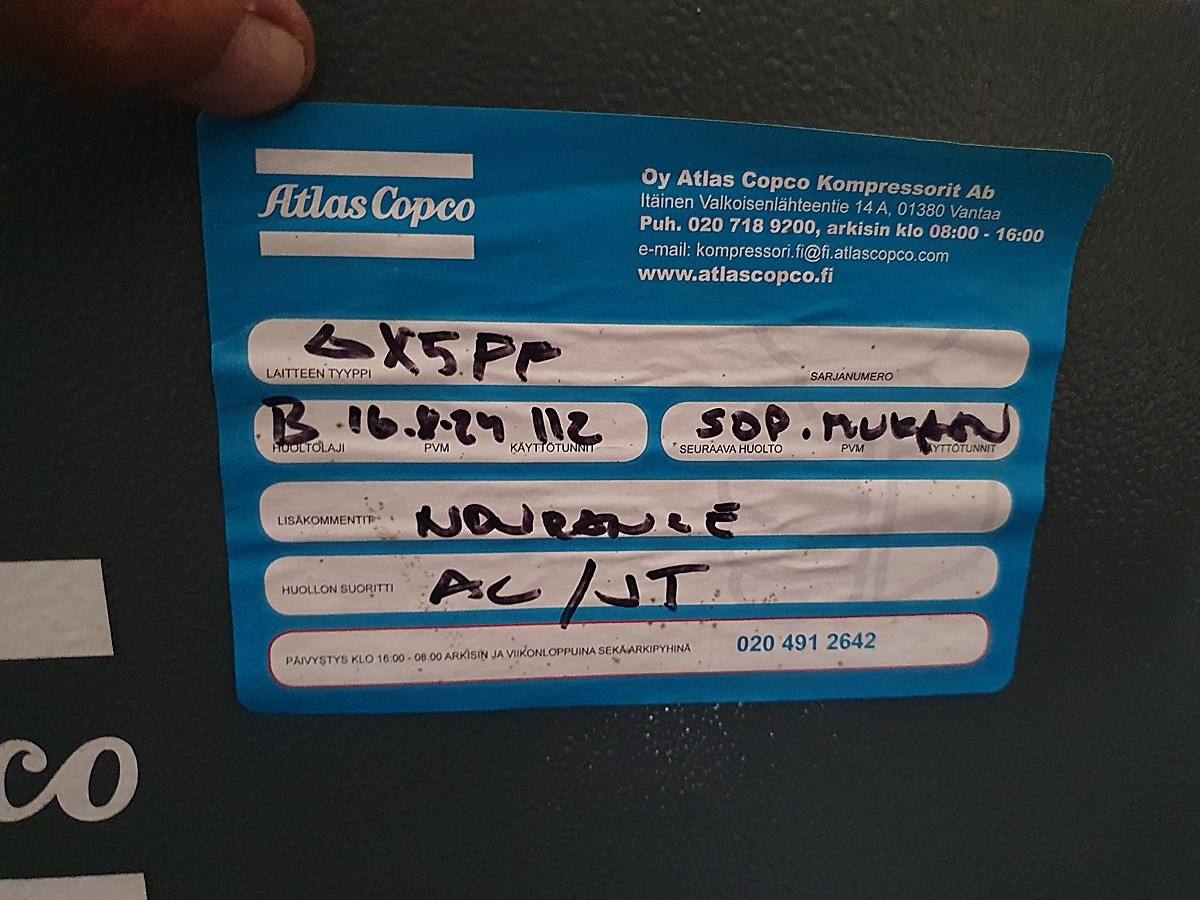 Atlas Copco
Oy Atlas Copco Kompressorit Ab
Itäinen Valkoisenlähteentie 14 A, 01380 Vantaa
Puh. 020 718 9200, arkisin klo 08:00 - 16:00
e-mail: kompressori.fi@fi.atlascopco.com
www.atlascopco.fi
GX5PF
LAITTEEN TYYPPI SARJANUMERO
B 16.8.24 112 SOP. MUKAAN
HUOLTOLAJI PVM KÄYTTÖTUNNIT SEURAAVA HUOLTO PVM KÄYTTÖTUNNIT
LISÄKOMMENTIT
HUOLLON SUORITTI AC/JT
PÄIVYSTYS KLO 16:00 - 08:00 ARKISIN JA VIIKONLOPPUINA SEKÄ ARKIPYHINÄ 020 491 2642
co